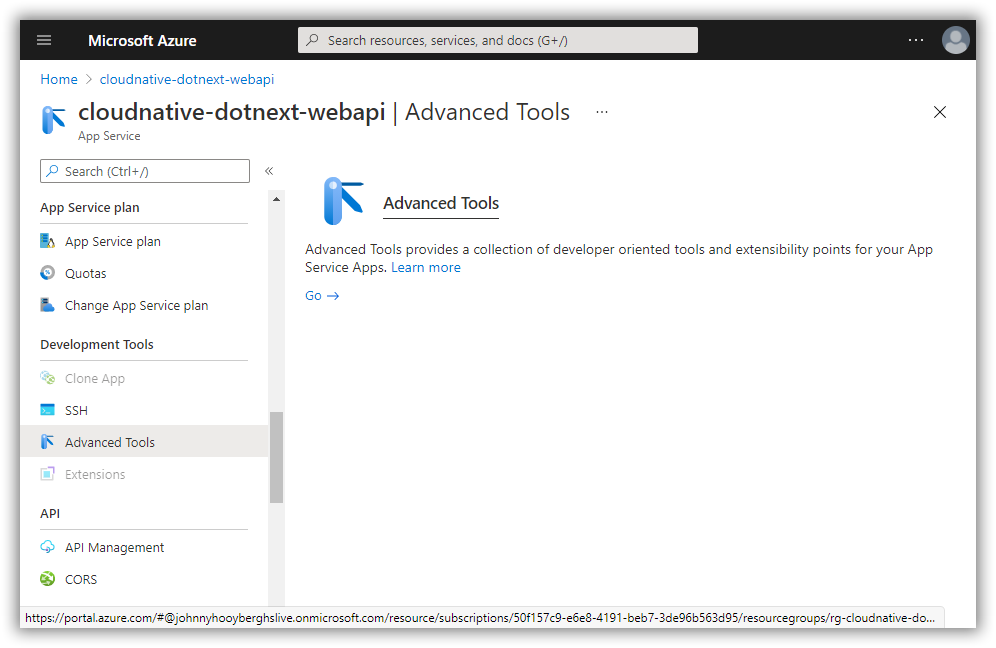 Microsoft Azure
Search resources, services, and docs (G+/)
Home > cloudnative-dotnext-webapi
cloudnative-dotnext-webapi | Advanced Tools ...
App Service
Search (Ctrl+/)
App Service plan
App Service plan
Quotas
Change App Service plan
Development Tools
Clone App
SSH
Advanced Tools
Extensions
API
API Management
CORS
Advanced Tools
Advanced Tools provides a collection of developer oriented tools and extensibility points for your App
Service Apps. Learn more
Go →
https://portal.azure.com/#@johnnyhooyberghslive.onmicrosoft.com/resource/subscriptions/50f157c9-e6e8-4191-beb7-3de96b563d95/resourcegroups/rg-cloudnative-do...